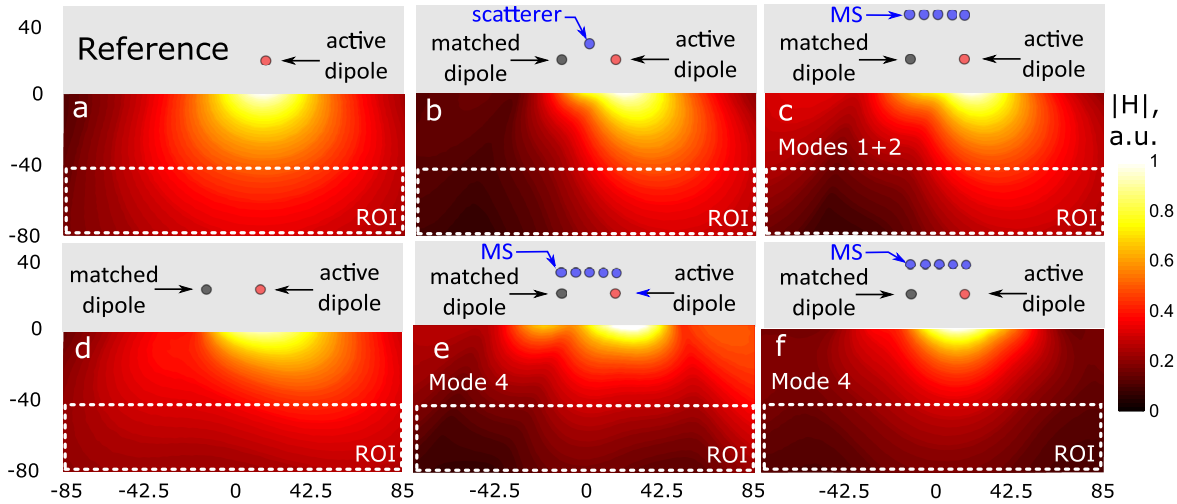 40
0
-40
-80
Reference
active
dipole
a
ROI
scatterer
matched
dipole
active
dipole
b
ROI
MS
matched
dipole
active
dipole
c
Modes 1+2
ROI
|H|,
a.u.
1
0.8
0.6
0.4
0.2
0
40
0
-40
-80
matched
dipole
active
dipole
d
ROI
MS
matched
dipole
active
dipole
e
Mode 4
ROI
MS
matched
dipole
active
dipole
f
Mode 4
ROI
-85 -42.5 0 42.5 85 -42.5 0 42.5 85 -42.5 0 42.5 85